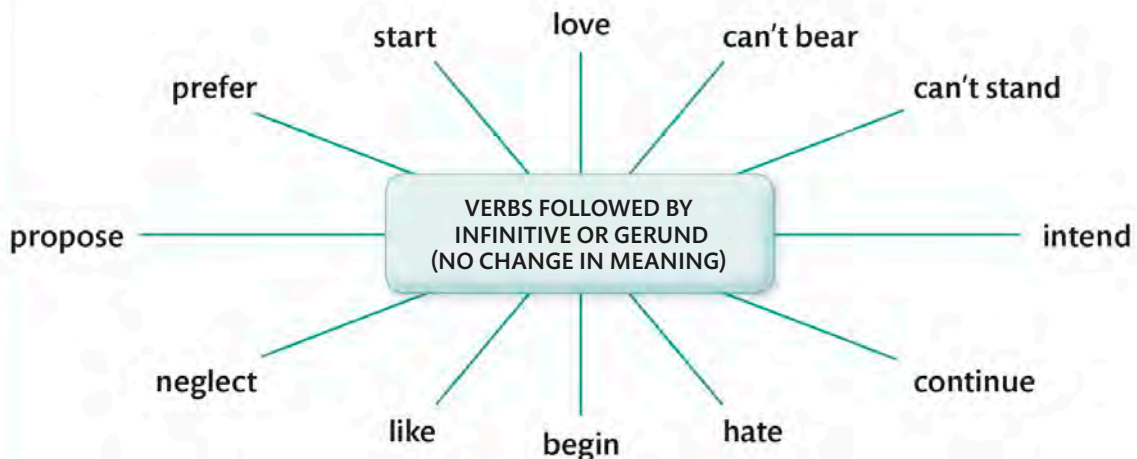 love
start
can't bear
prefer
can't stand
VERBS FOLLOWED BY
INFINITIVE OR GERUND
(NO CHANGE IN MEANING)
propose
intend
neglect
continue
like
begin
hate